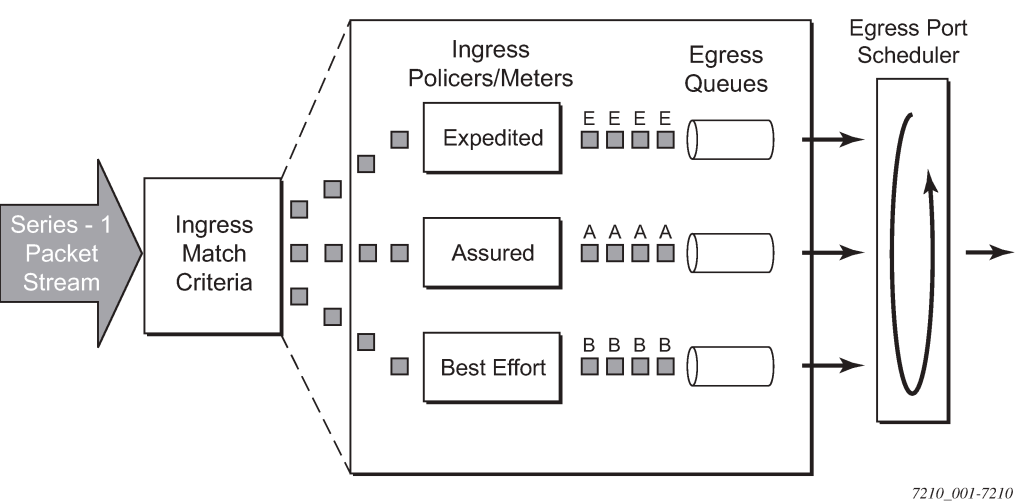 Egress Port
Scheduler
Ingress
Policers/Meters
Egress
Queues
Series - 1
Packet
Stream
Ingress
Match
Criteria
E E E E
Expedited
A A A A
Assured
B B B B
Best Effort
7210_001-7210